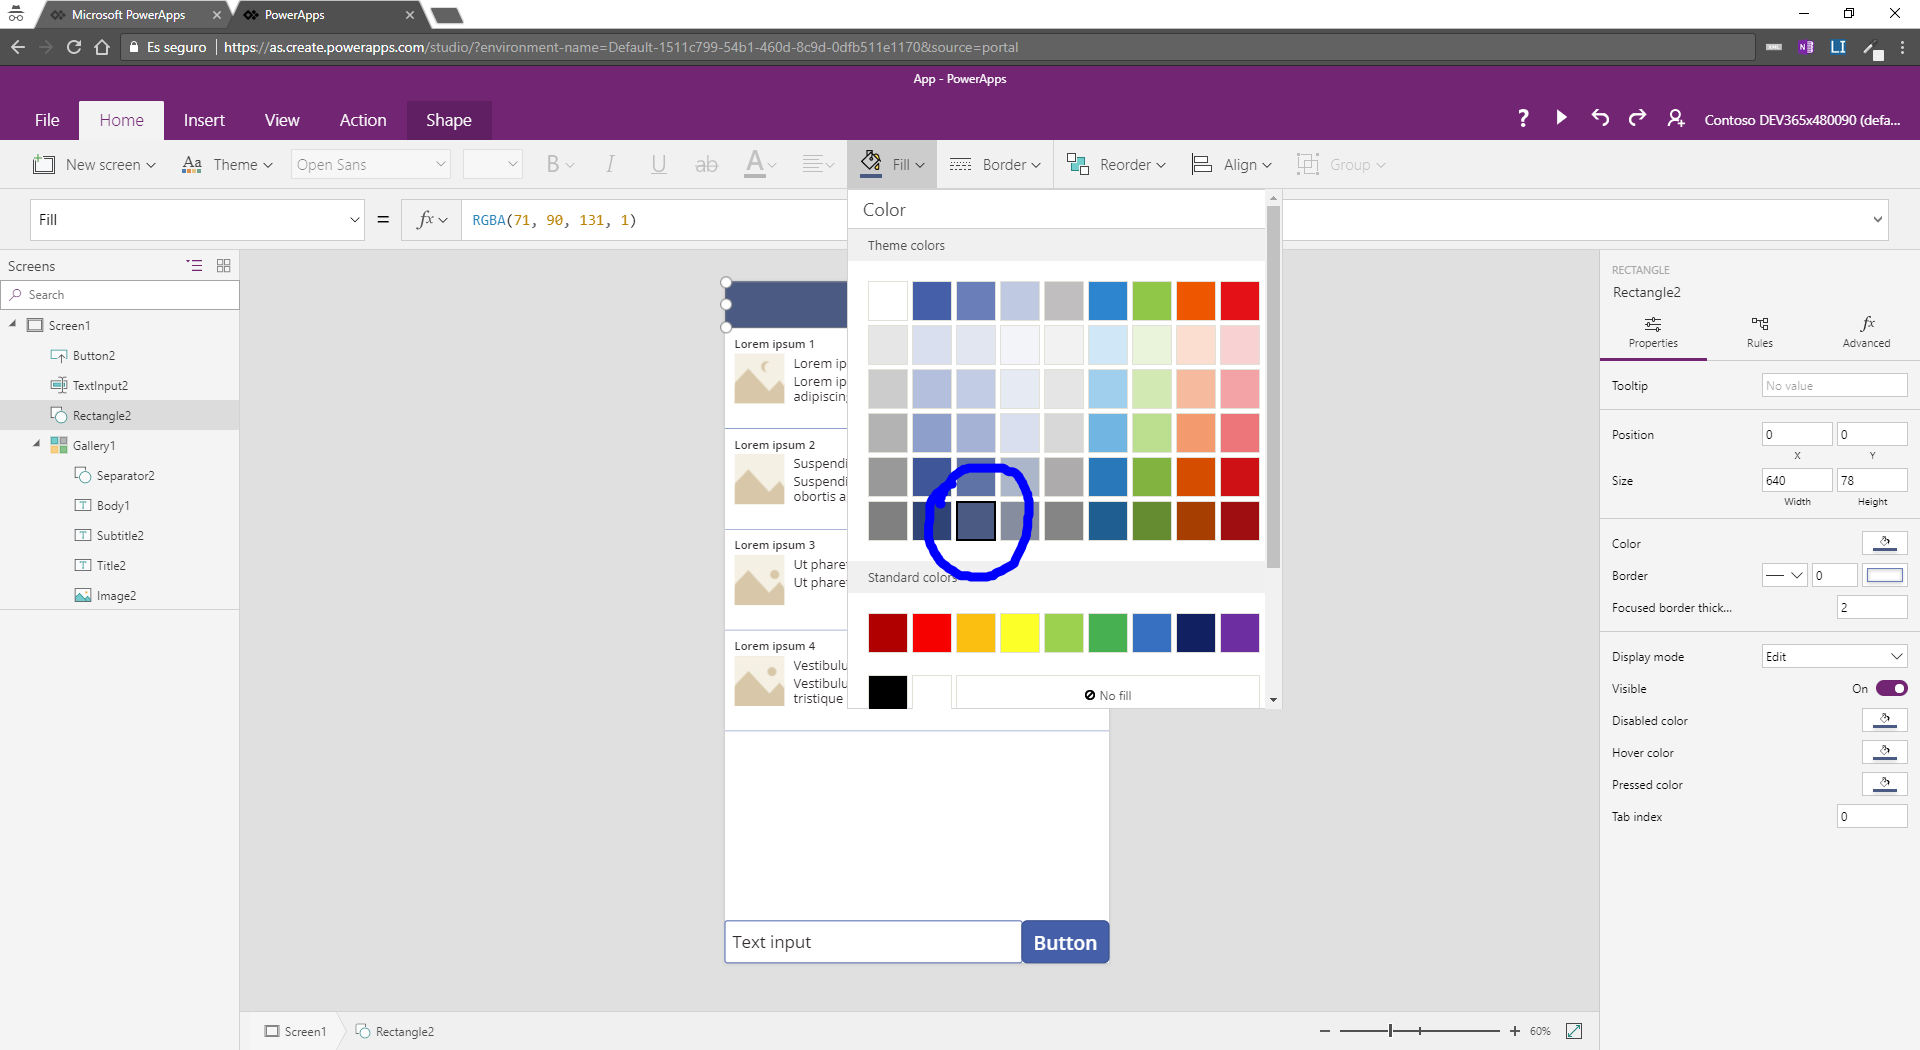 Microsoft PowerApps
PowerApps
Es seguro
https://as.create.powerapps.com/studio/?environment-name=Default-1511c799-54b1-460d-8c9d-0dfb511e1170&source=portal
App - PowerApps
File
Home
Insert
View
Action
Shape
Contoso DEV365x480090 (defa...
New screen
Theme
Open Sans
B
I
U
ab
A
Fill
Border
Reorder
Align
Group
Fill
=
fx
RGBA(71, 90, 131, 1)
Screens
Search
Screen1
Button2
TextInput2
Rectangle2
Gallery1
Separator2
Body1
Subtitle2
Title2
Image2
Lorem ipsum 1
Lorem ip
Lorem ip
adipiscing
Lorem ipsum 2
Suspendi
Suspendi
obortis a
Lorem ipsum 3
Ut phare
Ut phare
Lorem ipsum 4
Vestibulu
Vestibulu
tristique
Text input
Button
Color
Theme colors
Standard colors
No fill
RECTANGLE
Rectangle2
Properties
Rules
fx
Advanced
Tooltip
No value
Position
0
0
X
Y
Size
640
78
Width
Height
Color
Border
0
Focused border thick...
2
Display mode
Edit
Visible
On
Disabled color
Hover color
Pressed color
Tab index
0
Screen1
Rectangle2
60%